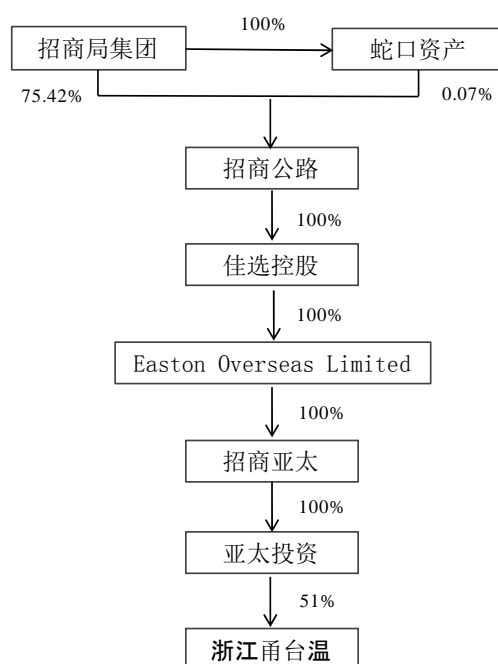 招商局集团
100%
蛇口资产
75.42%
0.07%
招商公路
100%
佳选控股
100%
Easton Overseas Limited
100%
招商亚太
100%
亚太投资
51%
浙江甬台温